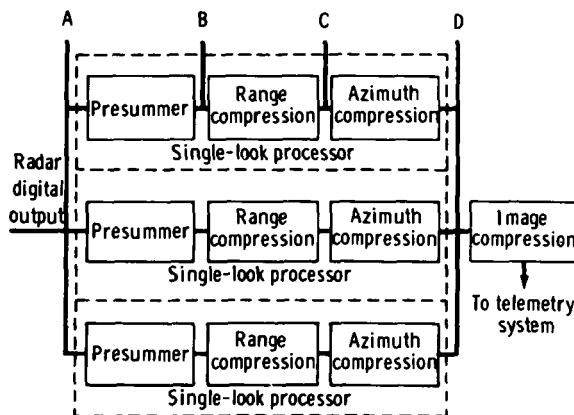 A B C D
Presummer
Range
compression
Azimuth
compression
Single-look processor
Radar
digital
output
Presummer
Range
compression
Azimuth
compression
Image
compression
Single-look processor
To telemetry
system
Presummer
Range
compression
Azimuth
compression
Single-look processor